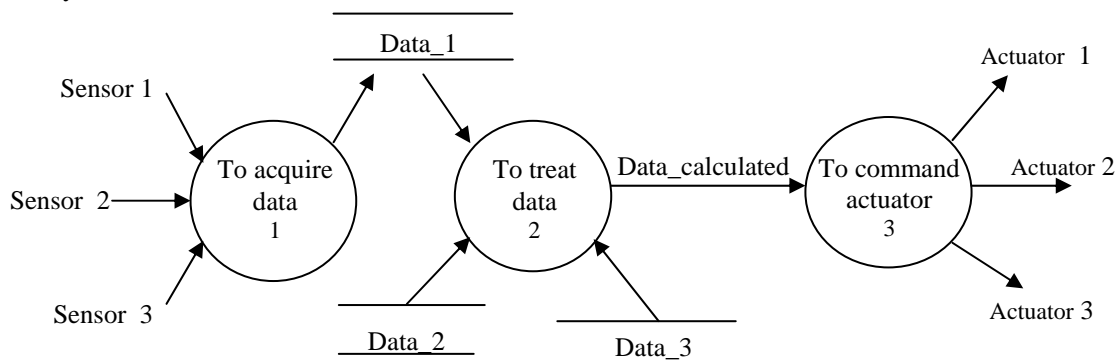 Data_1
Sensor 1
Sensor 2
Sensor 3
To acquire
data
1
To treat
data
2
Data_2
Data_3
Data_calculated
To command
actuator
3
Actuator 1
Actuator 2
Actuator 3